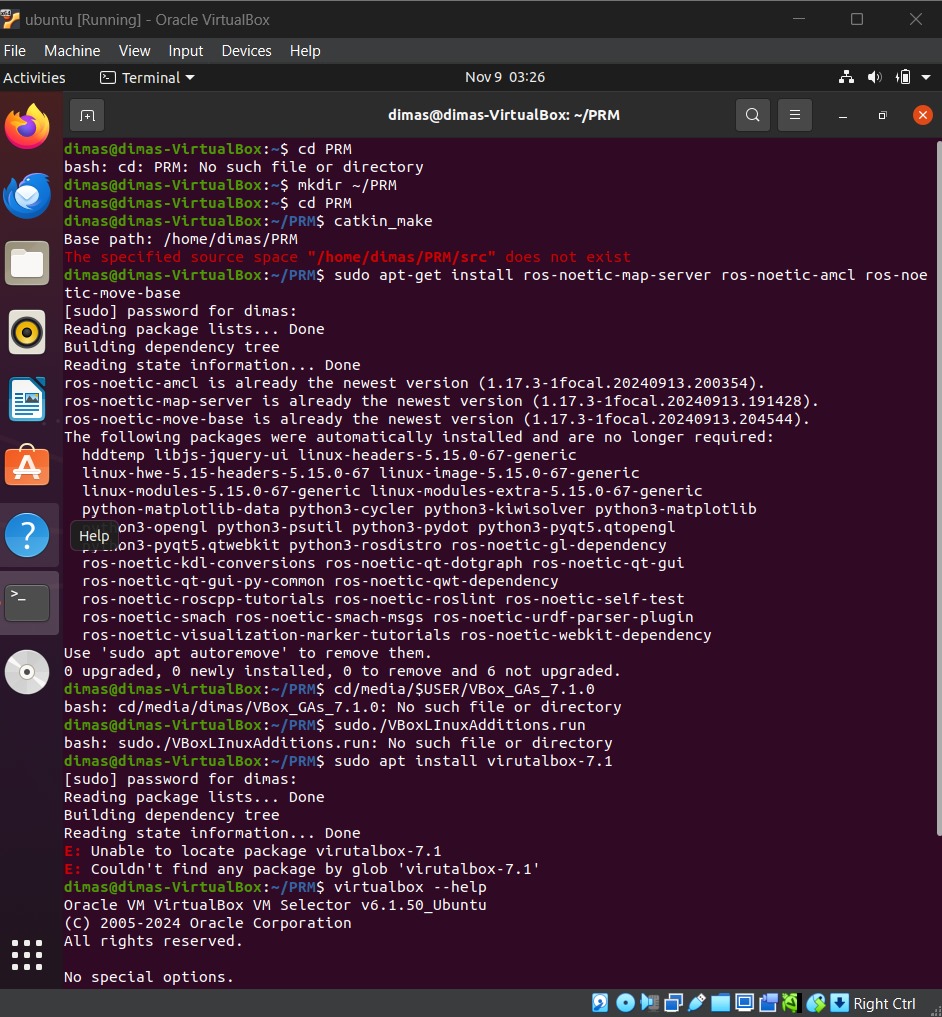 ubuntu [Running] - Oracle VirtualBox
File Machine View Input Devices Help
Activities Terminal Nov 9 03:26
dimas@dimas-VirtualBox: ~/PRM
dimas@dimas-VirtualBox:~$ cd PRM
bash: cd: PRM: No such file or directory
dimas@dimas-VirtualBox:~$ mkdir ~/PRM
dimas@dimas-VirtualBox:~$ cd PRM
dimas@dimas-VirtualBox:~/PRM$ catkin_make
Base path: /home/dimas/PRM
The specified source space "/home/dimas/PRM/src" does not exist
dimas@dimas-VirtualBox:~/PRM$ sudo apt-get install ros-noetic-map-server ros-noetic-amcl ros-noe
tic-move-base
[sudo] password for dimas:
Reading package lists... Done
Building dependency tree
Reading state information... Done
ros-noetic-amcl is already the newest version (1.17.3-1focal.20240913.200354).
ros-noetic-map-server is already the newest version (1.17.3-1focal.20240913.191428).
ros-noetic-move-base is already the newest version (1.17.3-1focal.20240913.204544).
The following packages were automatically installed and are no longer required:
hddtemp libjs-jquery-ui linux-headers-5.15.0-67-generic
linux-hwe-5.15-headers-5.15.0-67 linux-image-5.15.0-67-generic
linux-modules-5.15.0-67-generic linux-modules-extra-5.15.0-67-generic
python-matplotlib-data python3-cycler python3-kiwisolver python3-matplotlib
python3-opengl python3-psutil python3-pydot python3-pyqt5.qtopengl
Help
python3-pyqt5.qtwebkit python3-rosdistro ros-noetic-gl-dependency
ros-noetic-kdl-conversions ros-noetic-qt-dotgraph ros-noetic-qt-gui
ros-noetic-qt-gui-py-common ros-noetic-qwt-dependency
ros-noetic-roscpp-tutorials ros-noetic-roslint ros-noetic-self-test
ros-noetic-smach ros-noetic-smach-msgs ros-noetic-urdf-parser-plugin
ros-noetic-visualization-marker-tutorials ros-noetic-webkit-dependency
Use 'sudo apt autoremove' to remove them.
0 upgraded, 0 newly installed, 0 to remove and 6 not upgraded.
dimas@dimas-VirtualBox:~/PRM$ cd/media/$USER/VBox_GAs_7.1.0
bash: cd/media/dimas/VBox_GAs_7.1.0: No such file or directory
dimas@dimas-VirtualBox:~/PRM$ sudo./VBoxLInuxAdditions.run
bash: sudo./VBoxLInuxAdditions.run: No such file or directory
dimas@dimas-VirtualBox:~/PRM$ sudo apt install virutalbox-7.1
[sudo] password for dimas:
Reading package lists... Done
Building dependency tree
Reading state information... Done
E: Unable to locate package virutalbox-7.1
E: Couldn't find any package by glob 'virutalbox-7.1'
dimas@dimas-VirtualBox:~/PRM$ virtualbox --help
Oracle VM VirtualBox VM Selector v6.1.50_Ubuntu
(C) 2005-2024 Oracle Corporation
All rights reserved.
No special options.
Right Ctrl